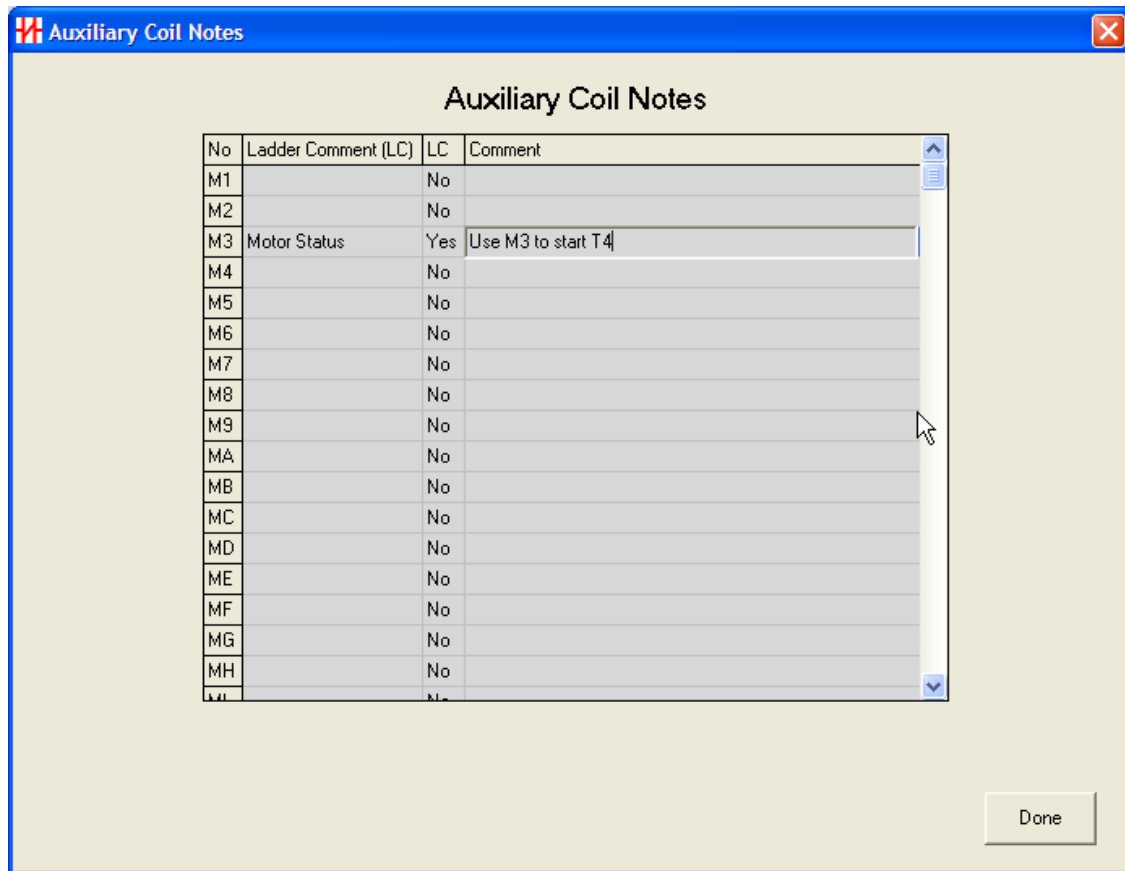 Auxiliary Coil Notes
Auxiliary Coil Notes
No Ladder Comment (LC) LC Comment
M1 No
M2 No
M3 Motor Status Yes Use M3 to start T4
M4 No
M5 No
M6 No
M7 No
M8 No
M9 No
MA No
MB No
MC No
MD No
ME No
MF No
MG No
MH No
Done